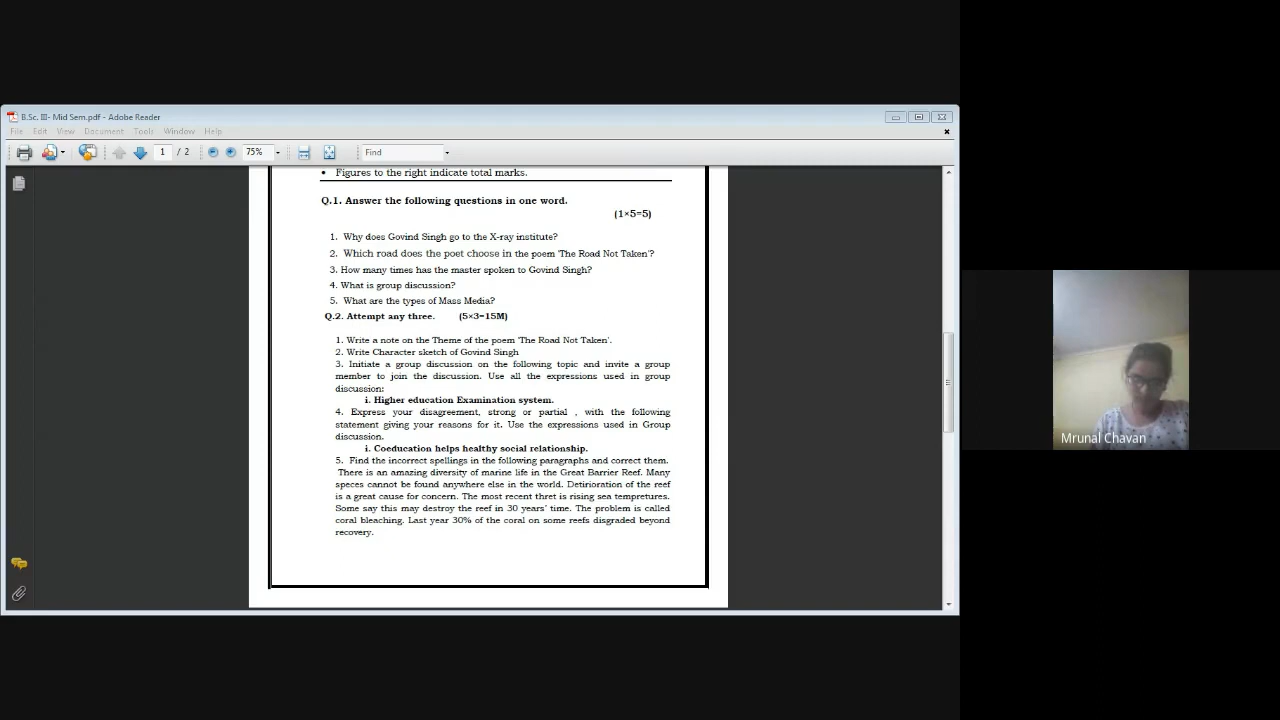 B.Sc. III- Mid Sem.pdf - Adobe Reader
File Edit View Document Tools Window Help
1 / 2 75% Find
• Figures to the right indicate total marks.
Q.1. Answer the following questions in one word.
(1×5=5)
1. Why does Govind Singh go to the X-ray institute?
2. Which road does the poet choose in the poem 'The Road Not Taken'?
3. How many times has the master spoken to Govind Singh?
4. What is group discussion?
5. What are the types of Mass Media?
Q.2. Attempt any three. (5×3=15M)
1. Write a note on the Theme of the poem 'The Road Not Taken'.
2. Write Character sketch of Govind Singh
3. Initiate a group discussion on the following topic and invite a group
member to join the discussion. Use all the expressions used in group
discussion:
i. Higher education Examination system.
4. Express your disagreement, strong or partial , with the following
statement giving your reasons for it. Use the expressions used in Group
discussion.
i. Coeducation helps healthy social relationship.
5. Find the incorrect spellings in the following paragraphs and correct them.
There is an amazing diversity of marine life in the Great Barrier Reef. Many
speces cannot be found anywhere else in the world. Detirioration of the reef
is a great cause for concern. The most recent thret is rising sea tempretures.
Some say this may destroy the reef in 30 years' time. The problem is called
coral bleaching. Last year 30% of the coral on some reefs disgraded beyond
recovery.
Mrunal Chavan